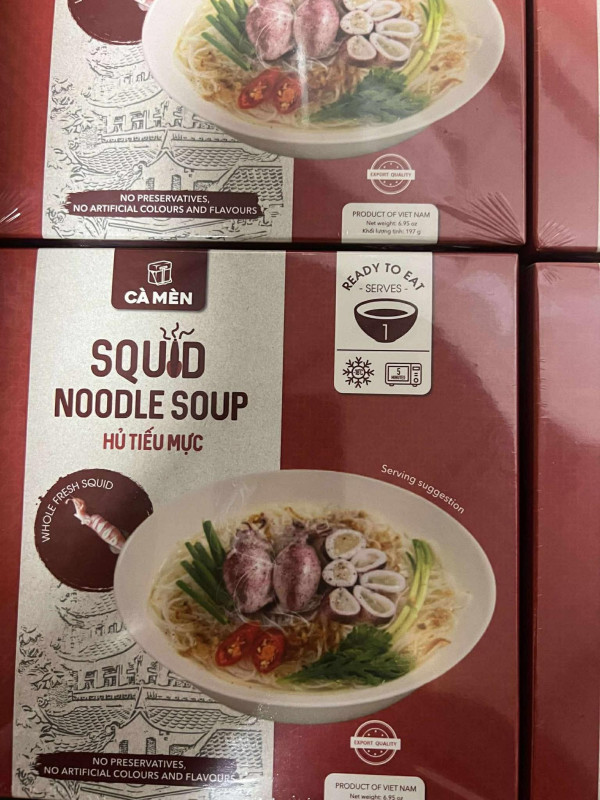 EXPORT QUALITY
NO PRESERVATIVES,
NO ARTIFICIAL COLOURS AND FLAVOURS
PRODUCT OF VIET NAM
Net weight: 6.95 oz
Khối lượng tịnh: 197 g
CÀ MÈN
READY TO EAT
- SERVES -
1
5
MINUTES
SQUID
NOODLE SOUP
HỦ TIẾU MỰC
WHOLE FRESH SQUID
Serving suggestion
EXPORT QUALITY
NO PRESERVATIVES,
NO ARTIFICIAL COLOURS AND FLAVOURS
PRODUCT OF VIET NAM
Net weight: 6.95 oz